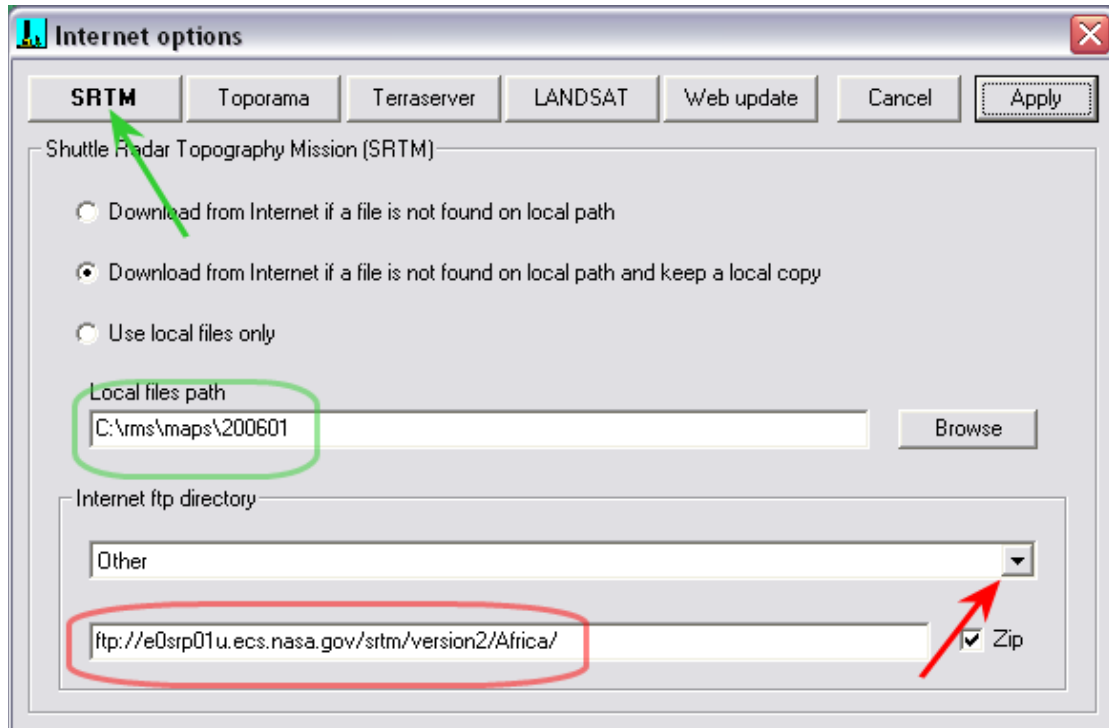 Internet options
SRTM Toporama Terraserver LANDSAT Web update Cancel Apply
Shuttle Radar Topography Mission (SRTM)
Download from Internet if a file is not found on local path
Download from Internet if a file is not found on local path and keep a local copy
Use local files only
Local files path
C:\rms\maps\200601 Browse
Internet ftp directory
Other
ftp://e0srp01u.ecs.nasa.gov/srtm/version2/Africa/ Zip